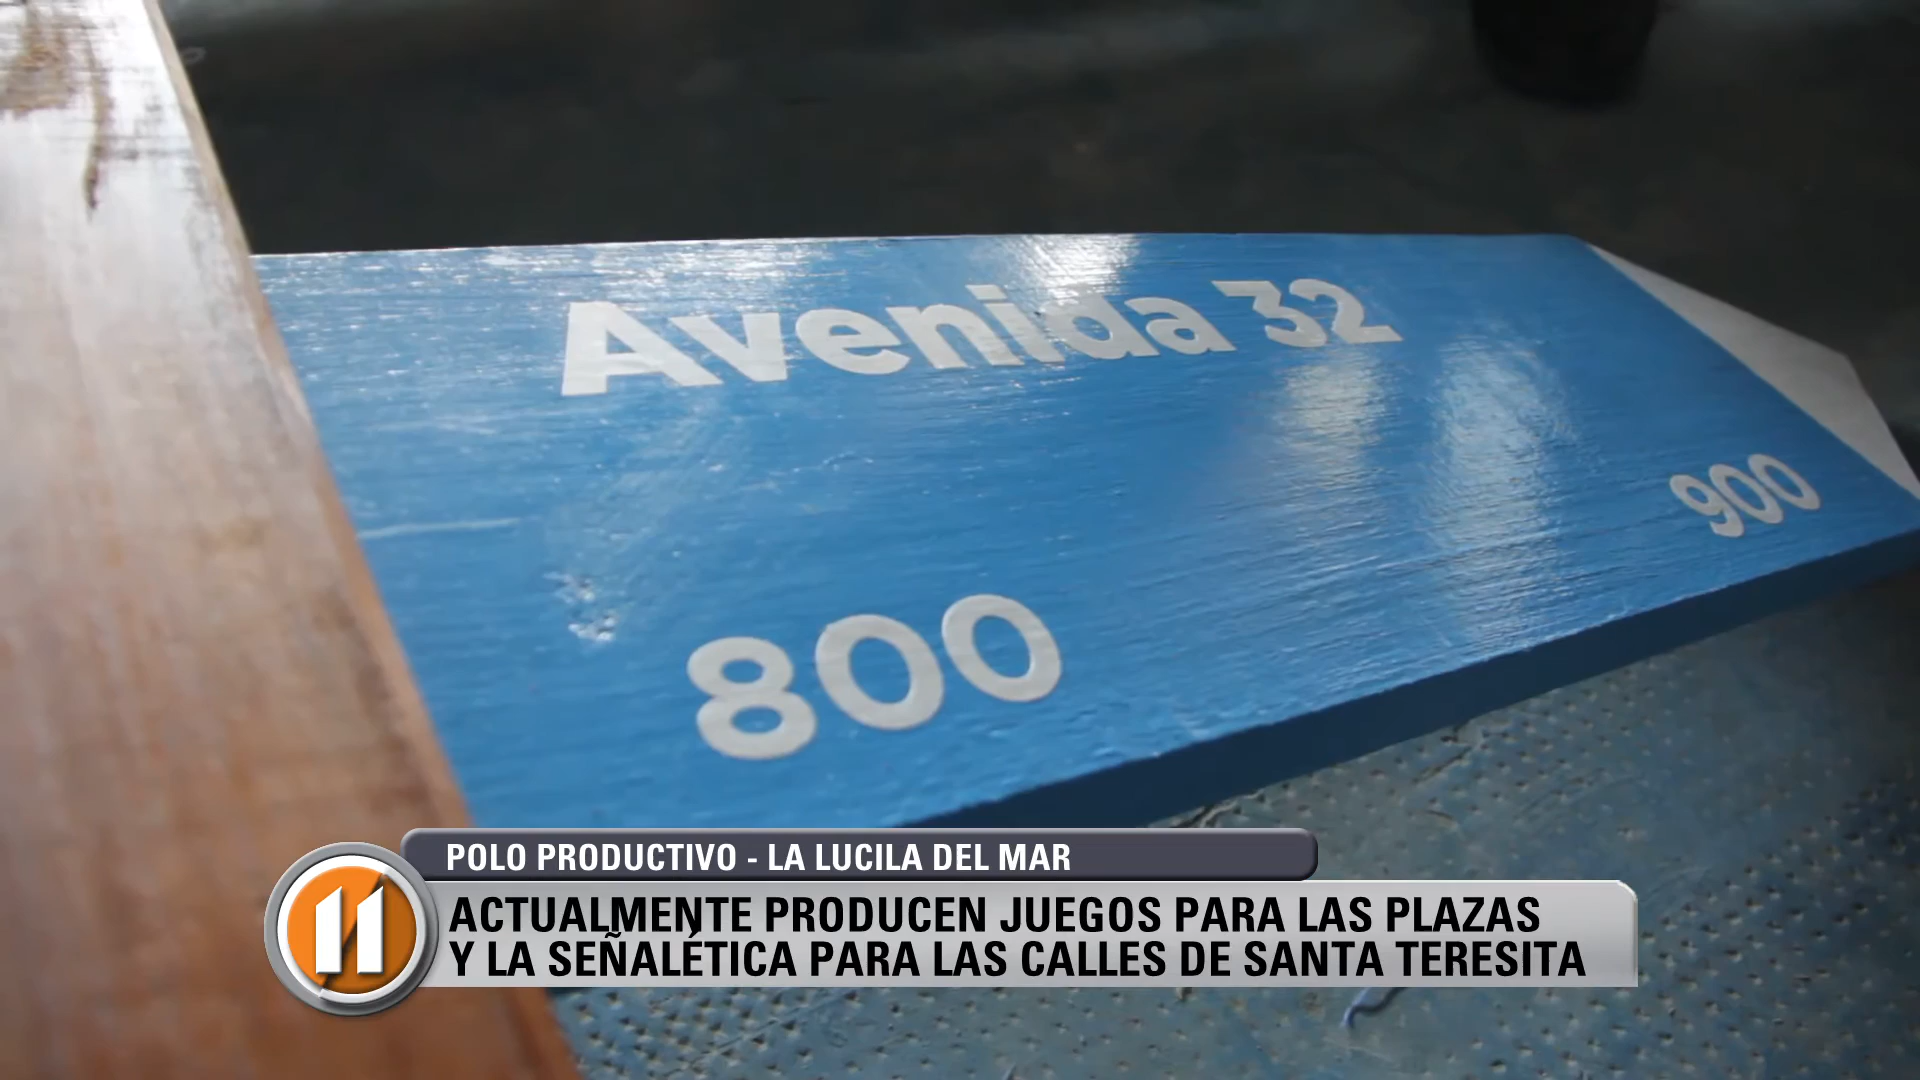 Avenida 32
900
800
POLO PRODUCTIVO - LA LUCILA DEL MAR
11
ACTUALMENTE PRODUCEN JUEGOS PARA LAS PLAZAS
Y LA SEÑALÉTICA PARA LAS CALLES DE SANTA TERESITA